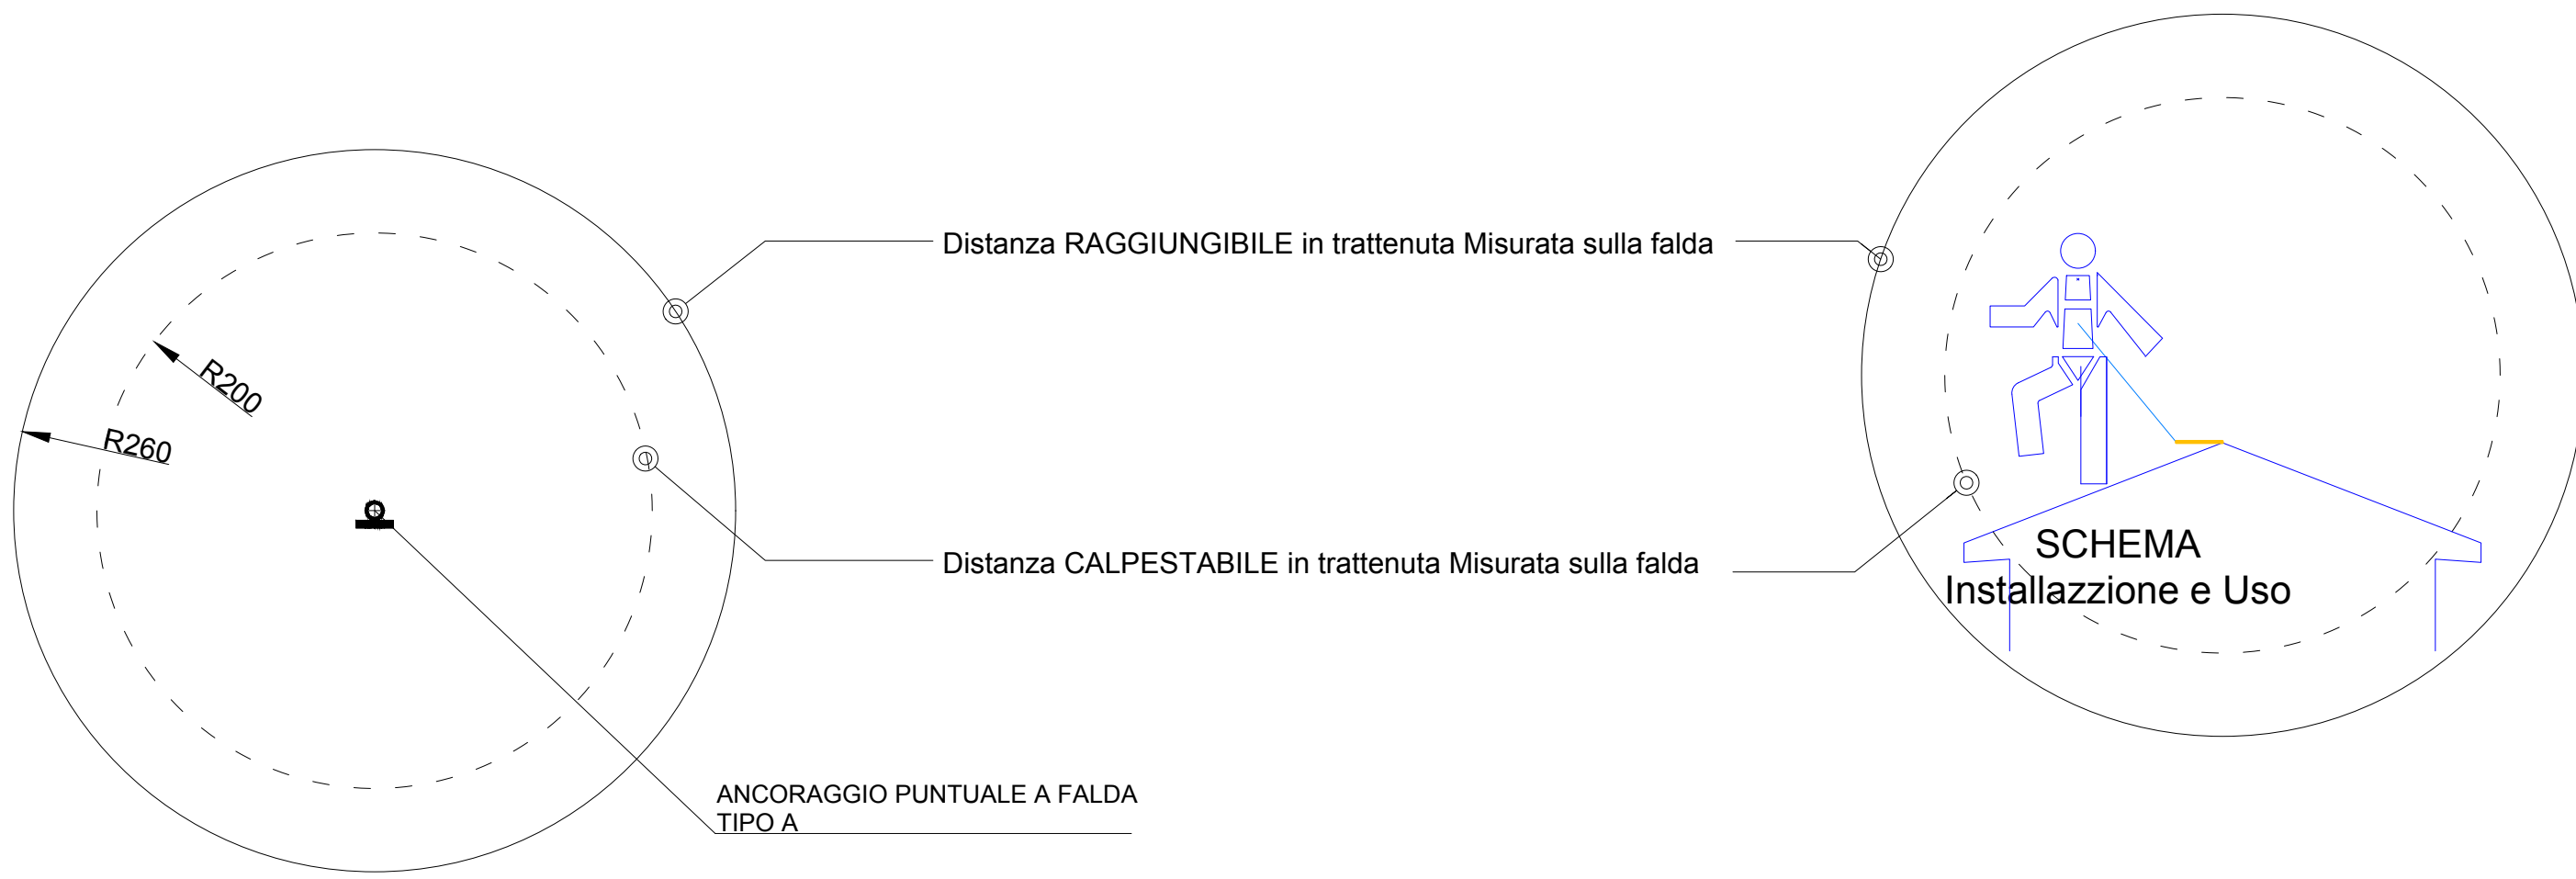 Distanza RAGGIUNGIBILE in trattenuta Misurata sulla falda
R200
R260
Distanza CALPESTABILE in trattenuta Misurata sulla falda
SCHEMA
Installazzione e Uso
ANCORAGGIO PUNTUALE A FALDA
TIPO A